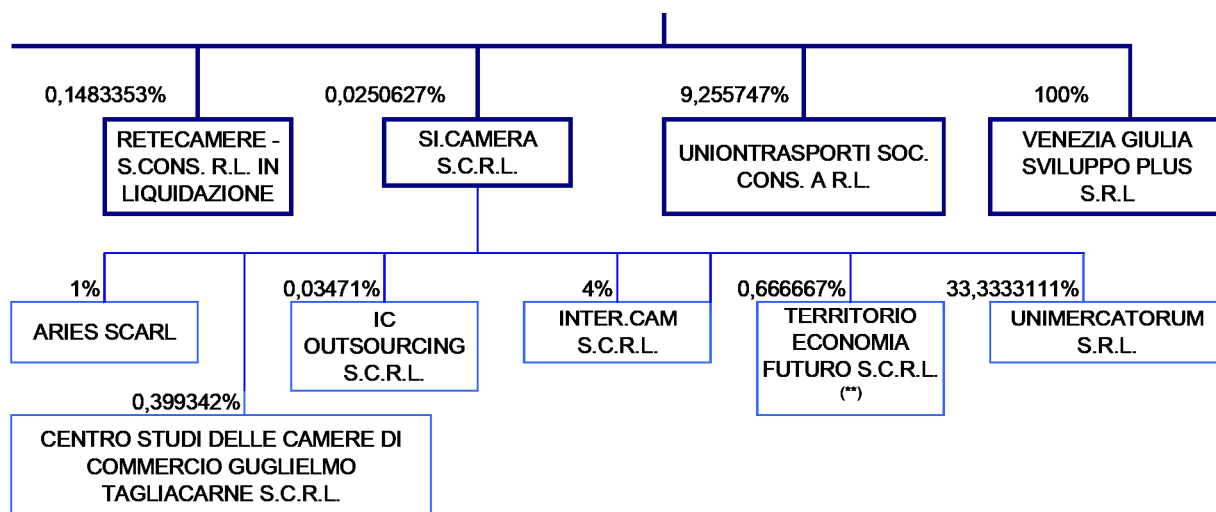 0,1483353%
0,0250627%
9,255747%
100%
RETECAMERE -
S.CONS. R.L. IN
LIQUIDAZIONE
SI.CAMERA
S.C.R.L.
UNIONTRASPORTI SOC.
CONS. A R.L.
VENEZIA GIULIA
SVILUPPO PLUS
S.R.L
1%
0,03471%
4%
0,666667%
33,3333111%
ARIES SCARL
IC
OUTSOURCING
S.C.R.L.
INTER.CAM
S.C.R.L.
TERRITORIO
ECONOMIA
FUTURO S.C.R.L.
(**)
UNIMERCATORUM
S.R.L.
0,399342%
CENTRO STUDI DELLE CAMERE DI
COMMERCIO GUGLIELMO
TAGLIACARNE S.C.R.L.